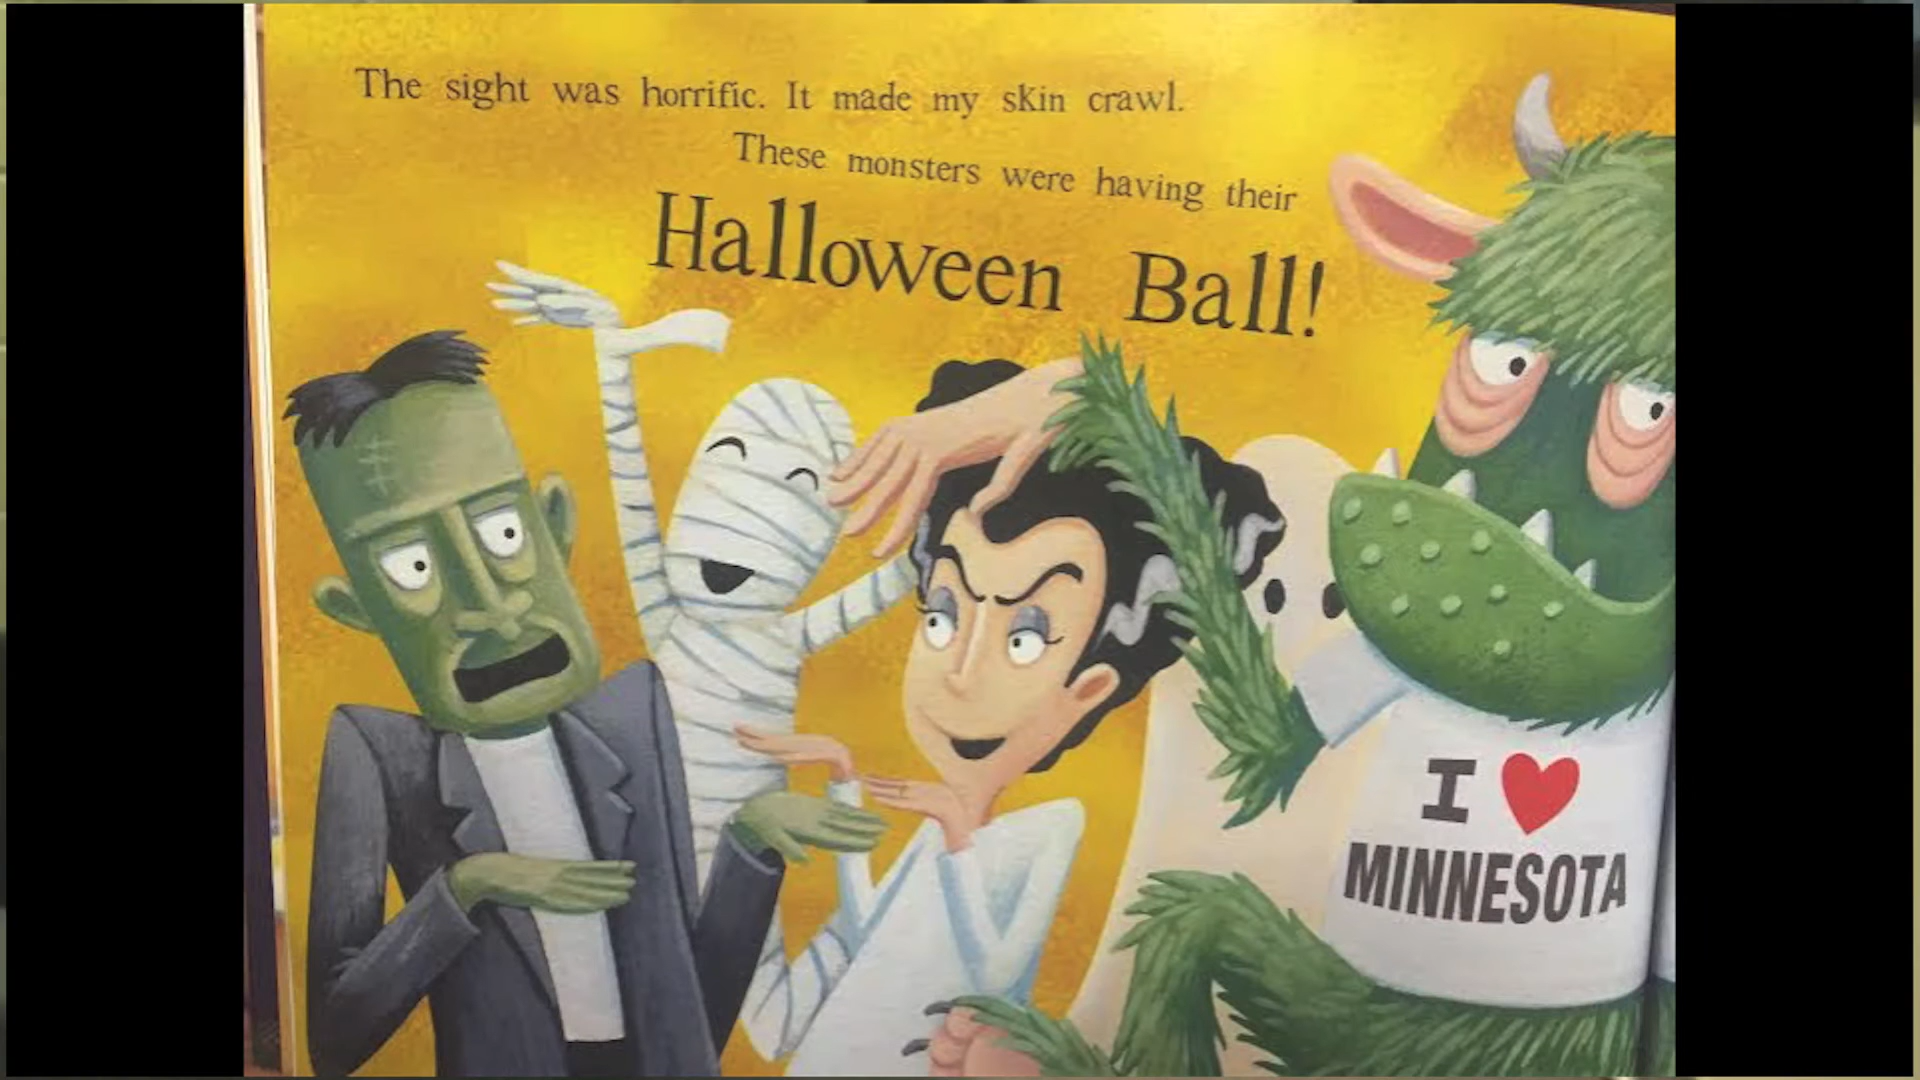 The sight was horrific. It made my skin crawl.
These monsters were having their
Halloween Ball!
I ❤ 
MINNESOTA